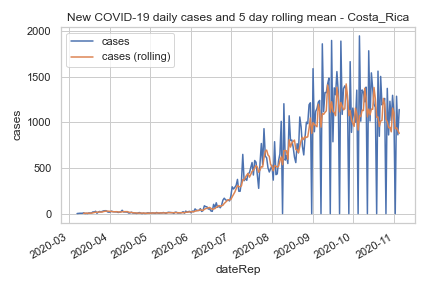 New COVID-19 daily cases and 5 day rolling mean - Costa_Rica
cases
cases (rolling)
2000
1500
1000
500
0
cases
2020-03
2020-04
2020-05
2020-06
2020-07
2020-08
2020-09
2020-10
2020-11
dateRep